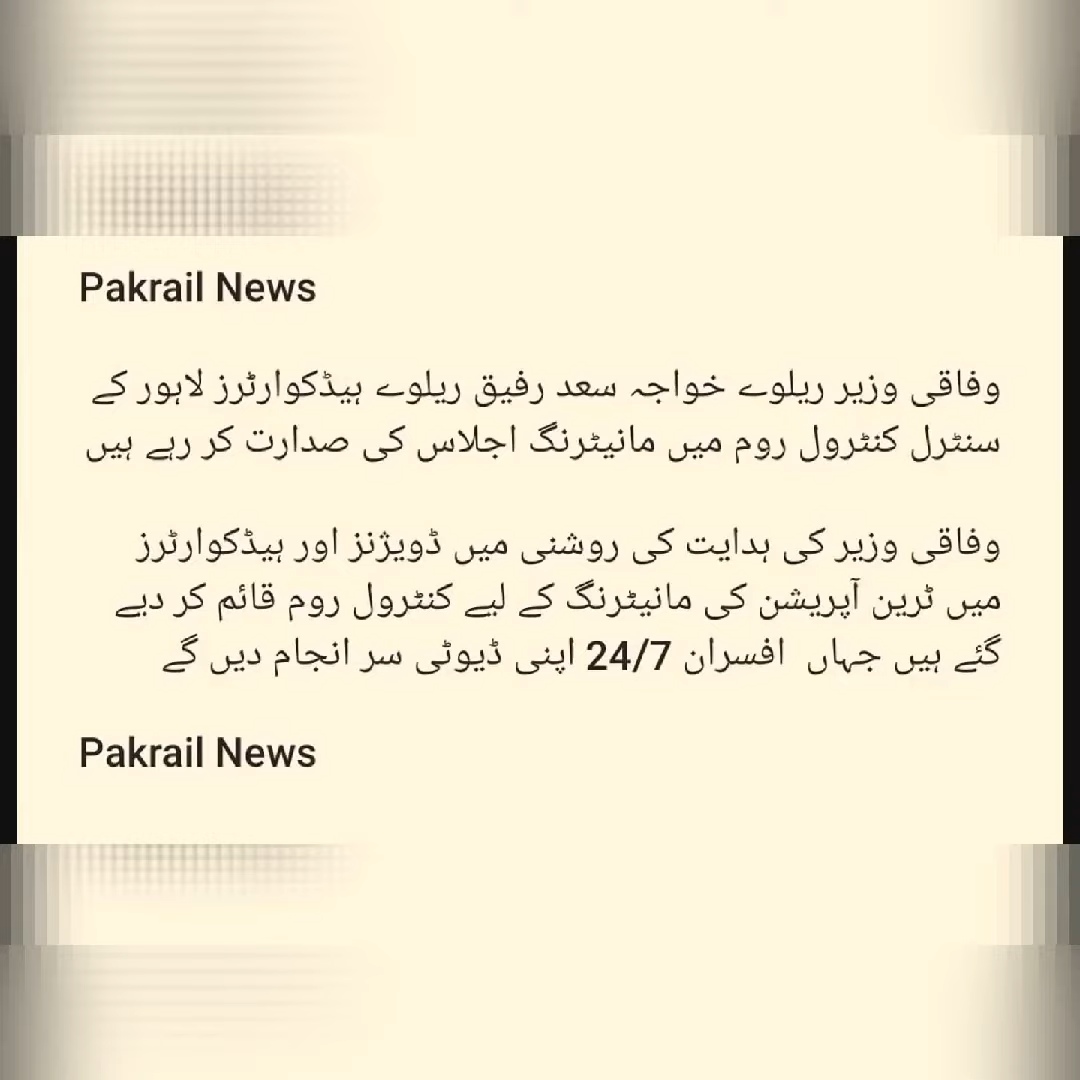 Pakrail News
وفاقی وزیر ریلوے خواجہ سعد رفیق ریلوے ہیڈکوارٹرز لاہور کے
سنٹرل کنٹرول روم میں مانیٹرنگ اجلاس کی صدارت کر رہے ہیں
وفاقی وزیر کی ہدایت کی روشنی میں ڈویژنز اور ہیڈکوارٹرز
میں ٹرین آپریشن کی مانیٹرنگ کے لیے کنٹرول روم قائم کر دیے
گئے ہیں جہاں افسران 24/7 اپنی ڈیوٹی سر انجام دیں گے
Pakrail News